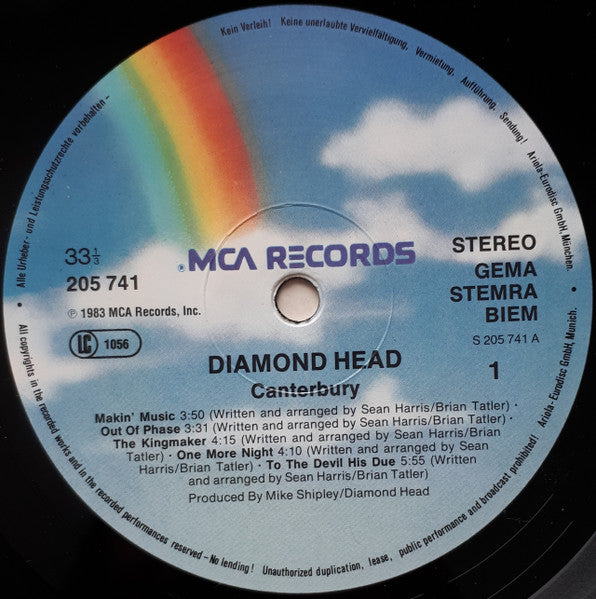 Alle Urheber- und Leistungsschutzrechte vorbehalten –
Kein Verleih! Keine unerlaubte Vervielfältigung, Vermietung, Aufführung, Sendung!
Ariola-Eurodisc GmbH, München.
33⅓
205 741
℗ 1983 MCA Records, Inc.
LC 1056
MCA RECORDS
STEREO
GEMA
STEMRA
BIEM
S 205 741 A
1
DIAMOND HEAD
Canterbury
Makin' Music 3:50 (Written and arranged by Sean Harris/Brian Tatler) ·
Out Of Phase 3:31 (Written and arranged by Sean Harris/Brian Tatler) ·
The Kingmaker 4:15 (Written and arranged by Sean Harris/Brian
Tatler) · One More Night 4:10 (Written and arranged by Sean
Harris/Brian Tatler) · To The Devil His Due 5:55 (Written
and arranged by Sean Harris/Brian Tatler)
Produced By Mike Shipley/Diamond Head
All copyrights in the recorded works and in the recorded performances reserved – No lending! Unauthorized duplication, lease, public performance and broadcast prohibited! Ariola-Eurodisc GmbH, Munich.